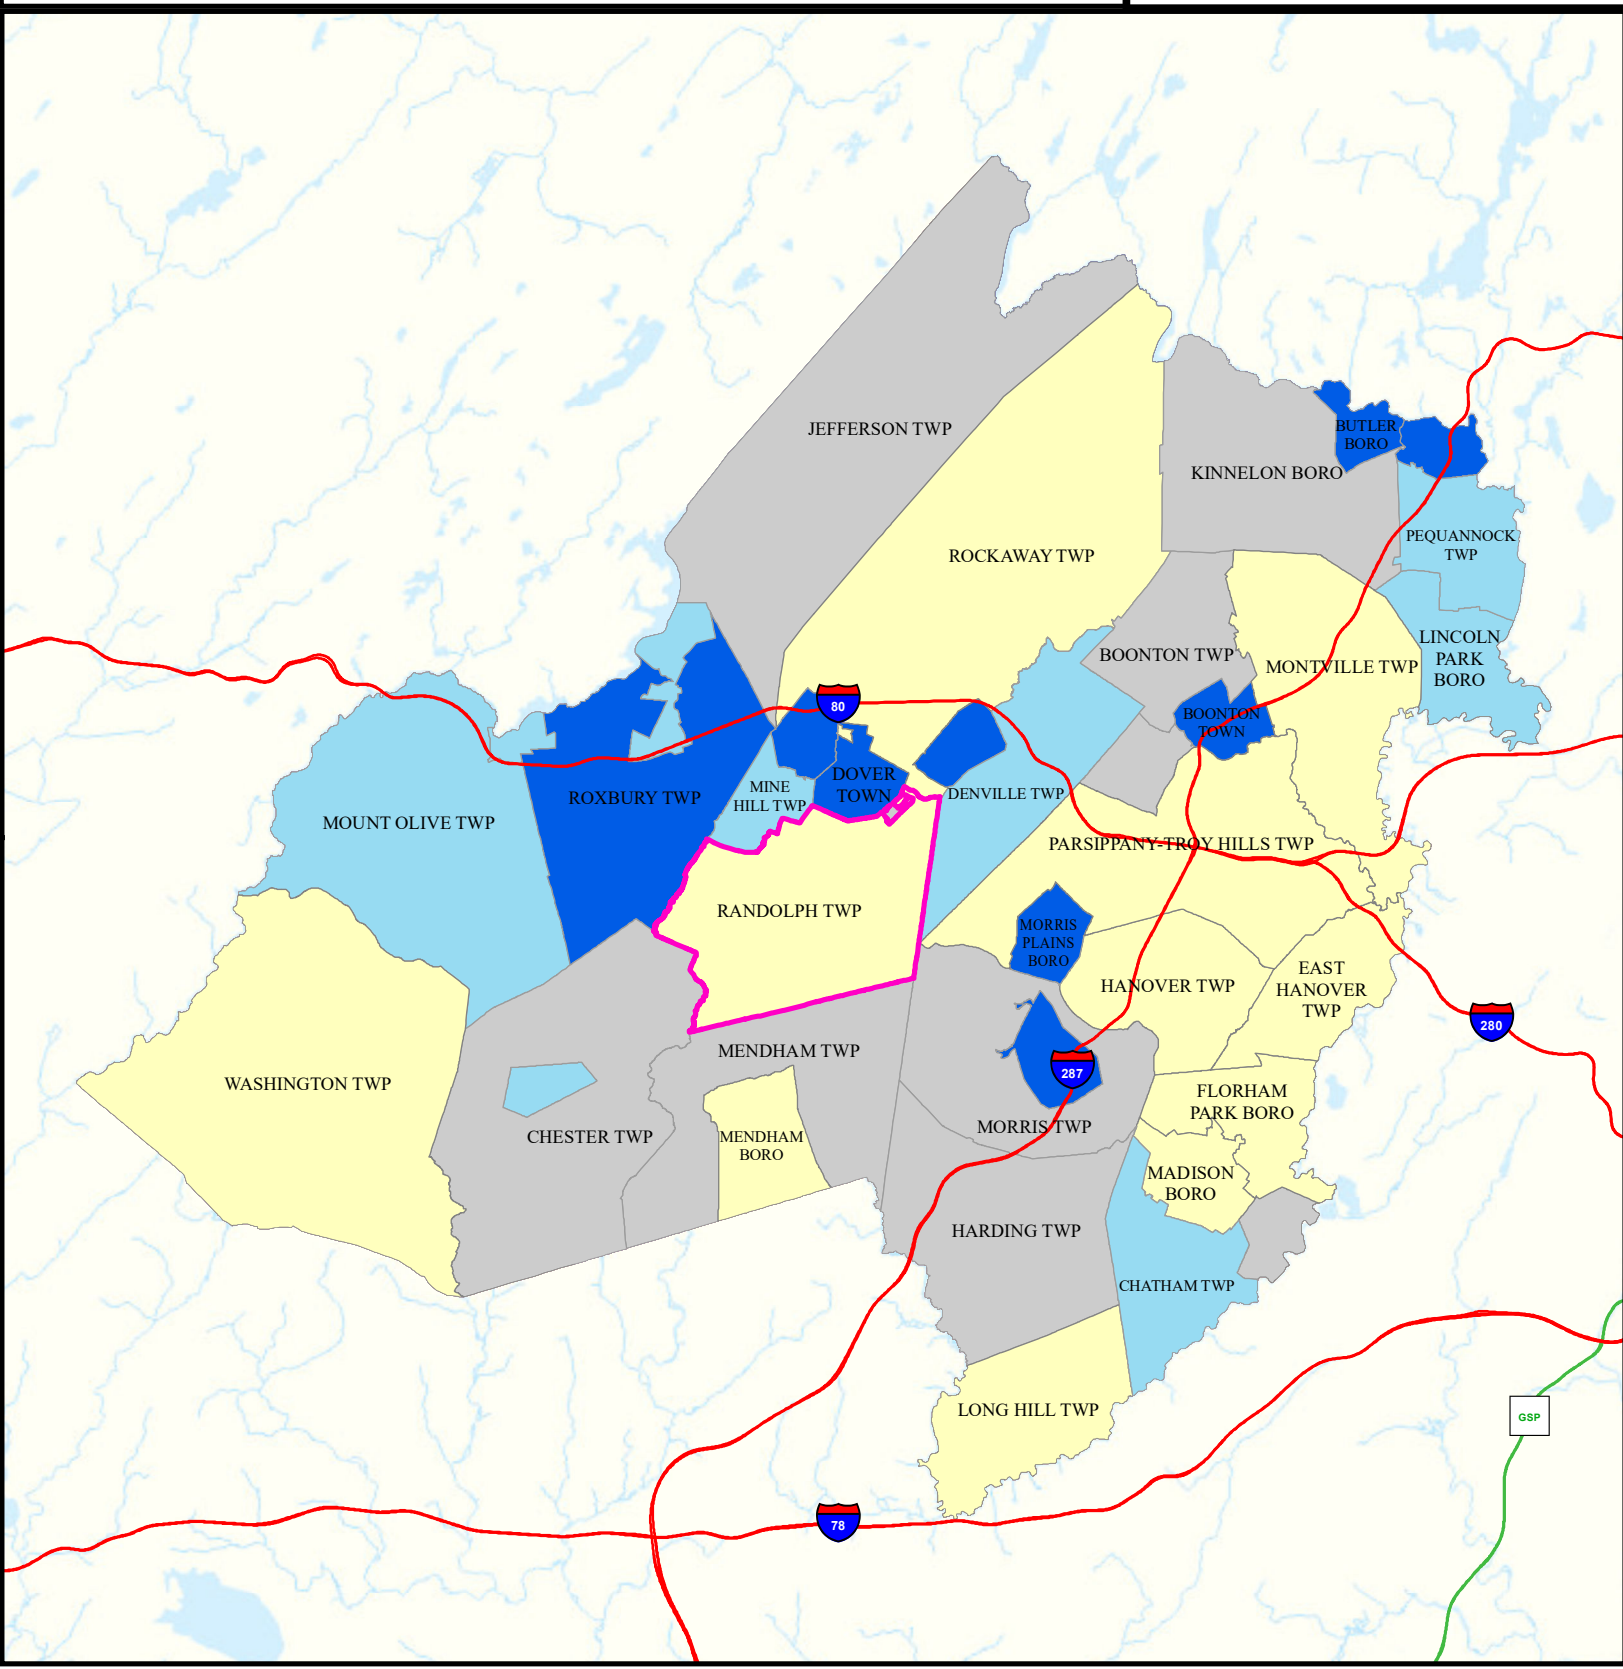 JEFFERSON TWP
BUTLER
BORO
KINNELON BORO
PEQUANNOCK
TWP
ROCKAWAY TWP
LINCOLN
PARK
BORO
BOONTON TWP
MONTVILLE TWP
80
BOONTON
TOWN
DOVER
TOWN
MINE
HILL TWP
DENVILLE TWP
ROXBURY TWP
MOUNT OLIVE TWP
PARSIPPANY-TROY HILLS TWP
RANDOLPH TWP
MORRIS
PLAINS
BORO
EAST
HANOVER
TWP
HANOVER TWP
280
MENDHAM TWP
287
WASHINGTON TWP
FLORHAM
PARK BORO
CHESTER TWP
MENDHAM
BORO
MORRIS TWP
MADISON
BORO
HARDING TWP
CHATHAM TWP
LONG HILL TWP
GSP
78